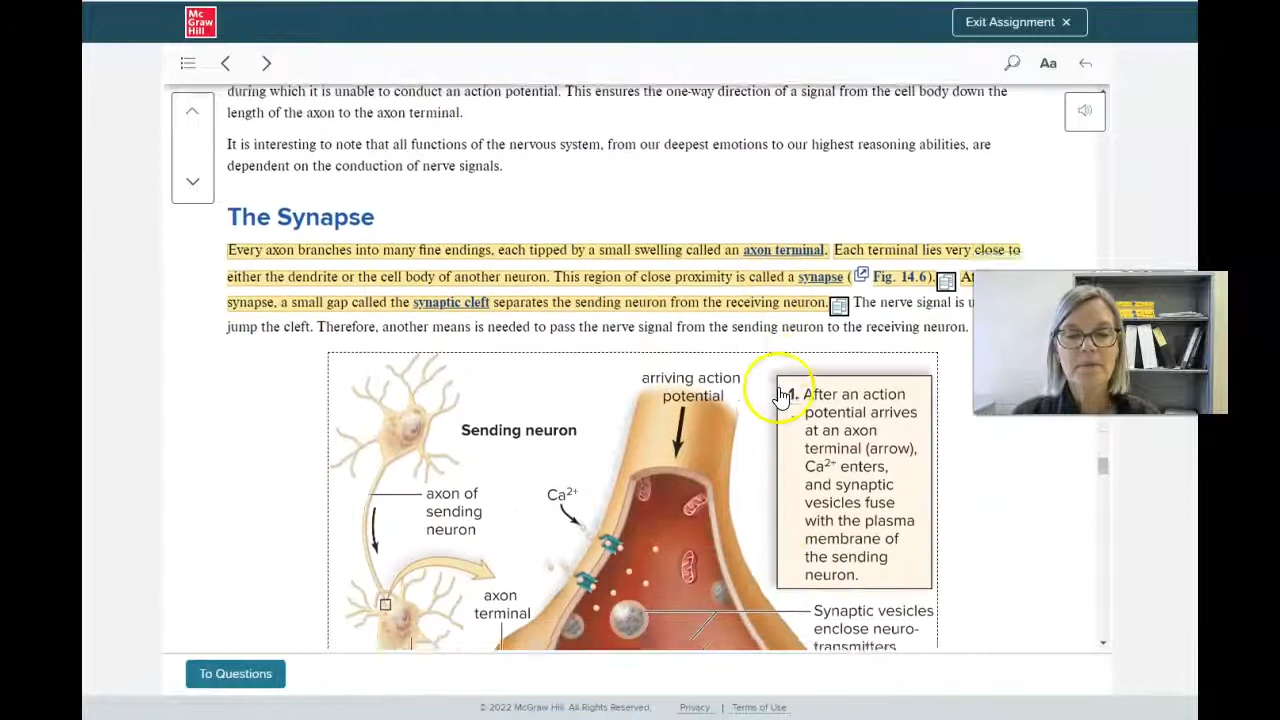 Mc
Graw
Hill
Exit Assignment ✕
Aa
during which it is unable to conduct an action potential. This ensures the one-way direction of a signal from the cell body down the
length of the axon to the axon terminal.
It is interesting to note that all functions of the nervous system, from our deepest emotions to our highest reasoning abilities, are
dependent on the conduction of nerve signals.
The Synapse
Every axon branches into many fine endings, each tipped by a small swelling called an axon terminal. Each terminal lies very close to
either the dendrite or the cell body of another neuron. This region of close proximity is called a synapse ( Fig. 14.6).
synapse, a small gap called the synaptic cleft separates the sending neuron from the receiving neuron. The nerve signal is
jump the cleft. Therefore, another means is needed to pass the nerve signal from the sending neuron to the receiving neuron.
arriving action
potential
Sending neuron
Ca2+
axon of
sending
neuron
axon
terminal
1. After an action
potential arrives
at an axon
terminal (arrow),
Ca2+ enters,
and synaptic
vesicles fuse
with the plasma
membrane of
the sending
neuron.
Synaptic vesicles
enclose neuro-
transmitters
To Questions
© 2022 McGraw Hill. All Rights Reserved. Privacy | Terms of Use